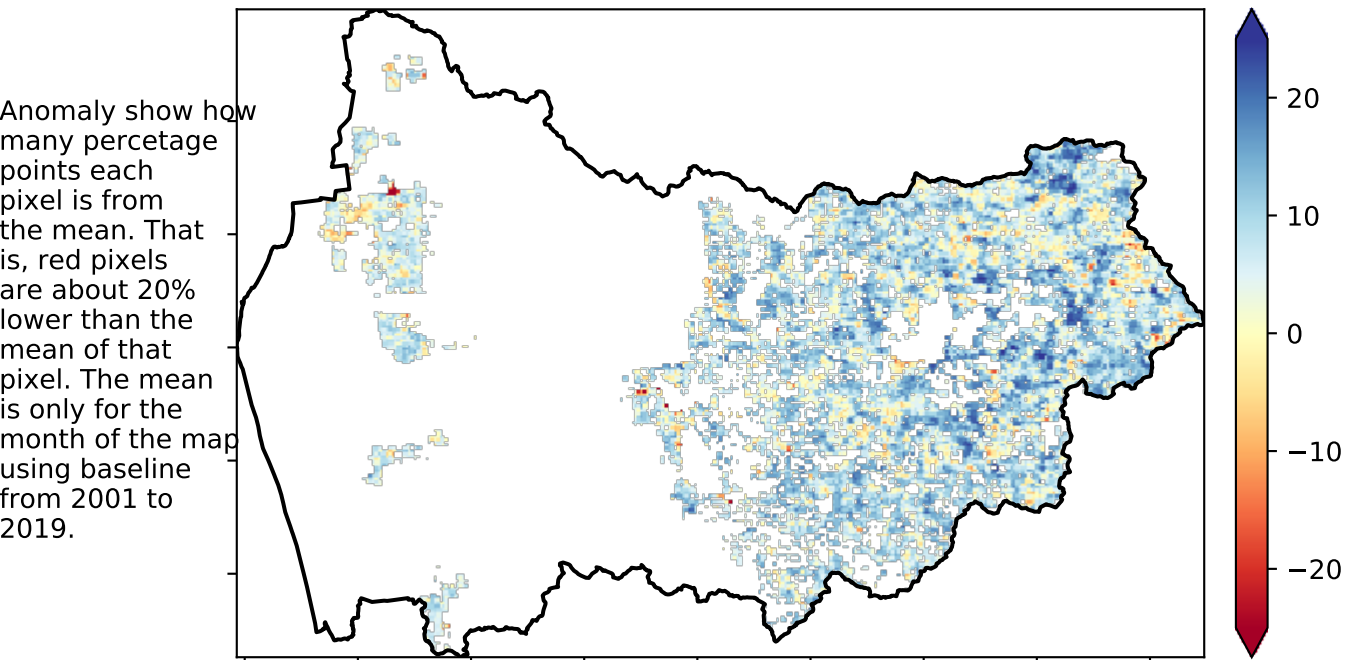 Anomaly show how
many percetage
points each
pixel is from
the mean. That
is, red pixels
are about 20%
lower than the
mean of that
pixel. The mean
is only for the
month of the map
using baseline
from 2001 to
2019.
20
10
0
−10
−20